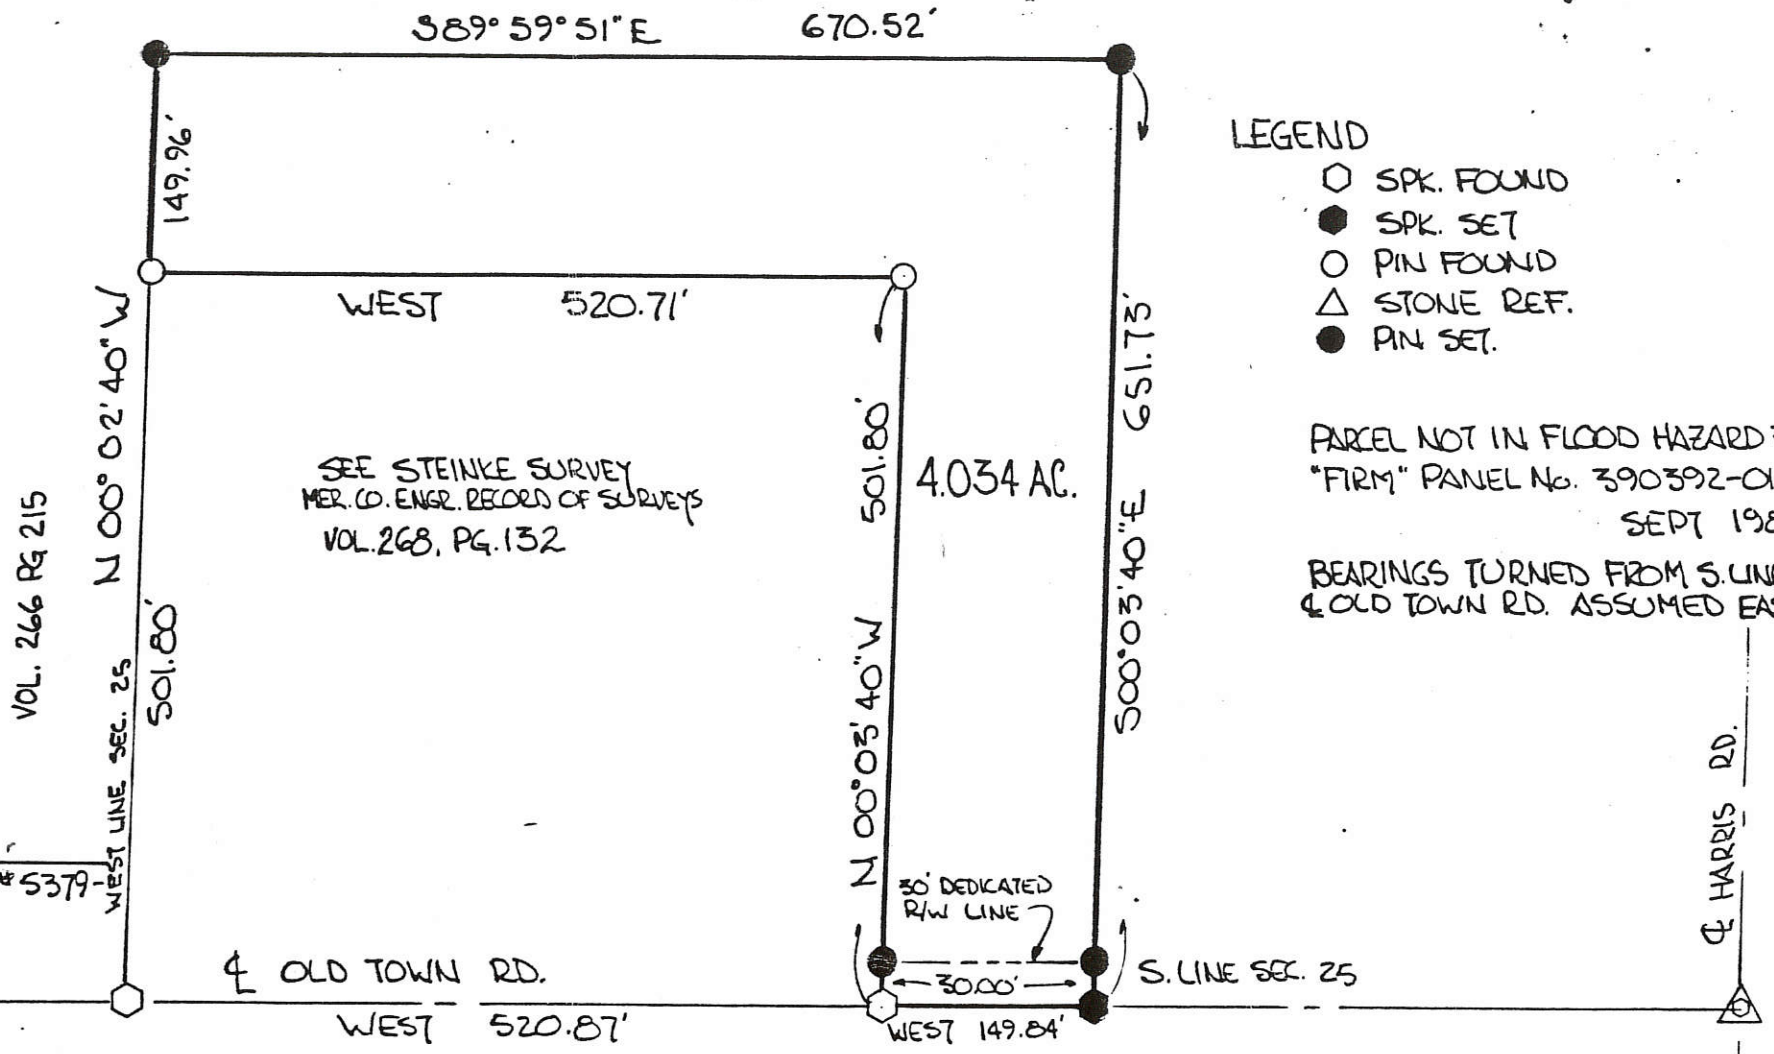 S89°59'51"E 670.52'
149.96'
LEGEND
SPK. FOUND
SPK. SET
PIN FOUND
STONE REF.
PIN SET.
WEST 520.71'
N 00°02'40"W
501.80'
WEST LINE SEC. 25
VOL. 266 PG 215
SEE STEINKE SURVEY
MER. CO. ENGR. RECORD OF SURVEYS
VOL. 268, PG. 132
501.80'
N 00°03'40"W
4.034 AC.
651.73'
S00°03'40"E
PARCEL NOT IN FLOOD HAZARD
"FIRM" PANEL No. 390392-01
SEPT 198
BEARINGS TURNED FROM S. LINE
℄ OLD TOWN RD. ASSUMED EAS
℄ HARRIS RD.
#5379-
30' DEDICATED
R/W LINE
30.00'
℄ OLD TOWN RD.
S. LINE SEC. 25
WEST 520.87'
WEST 149.84'